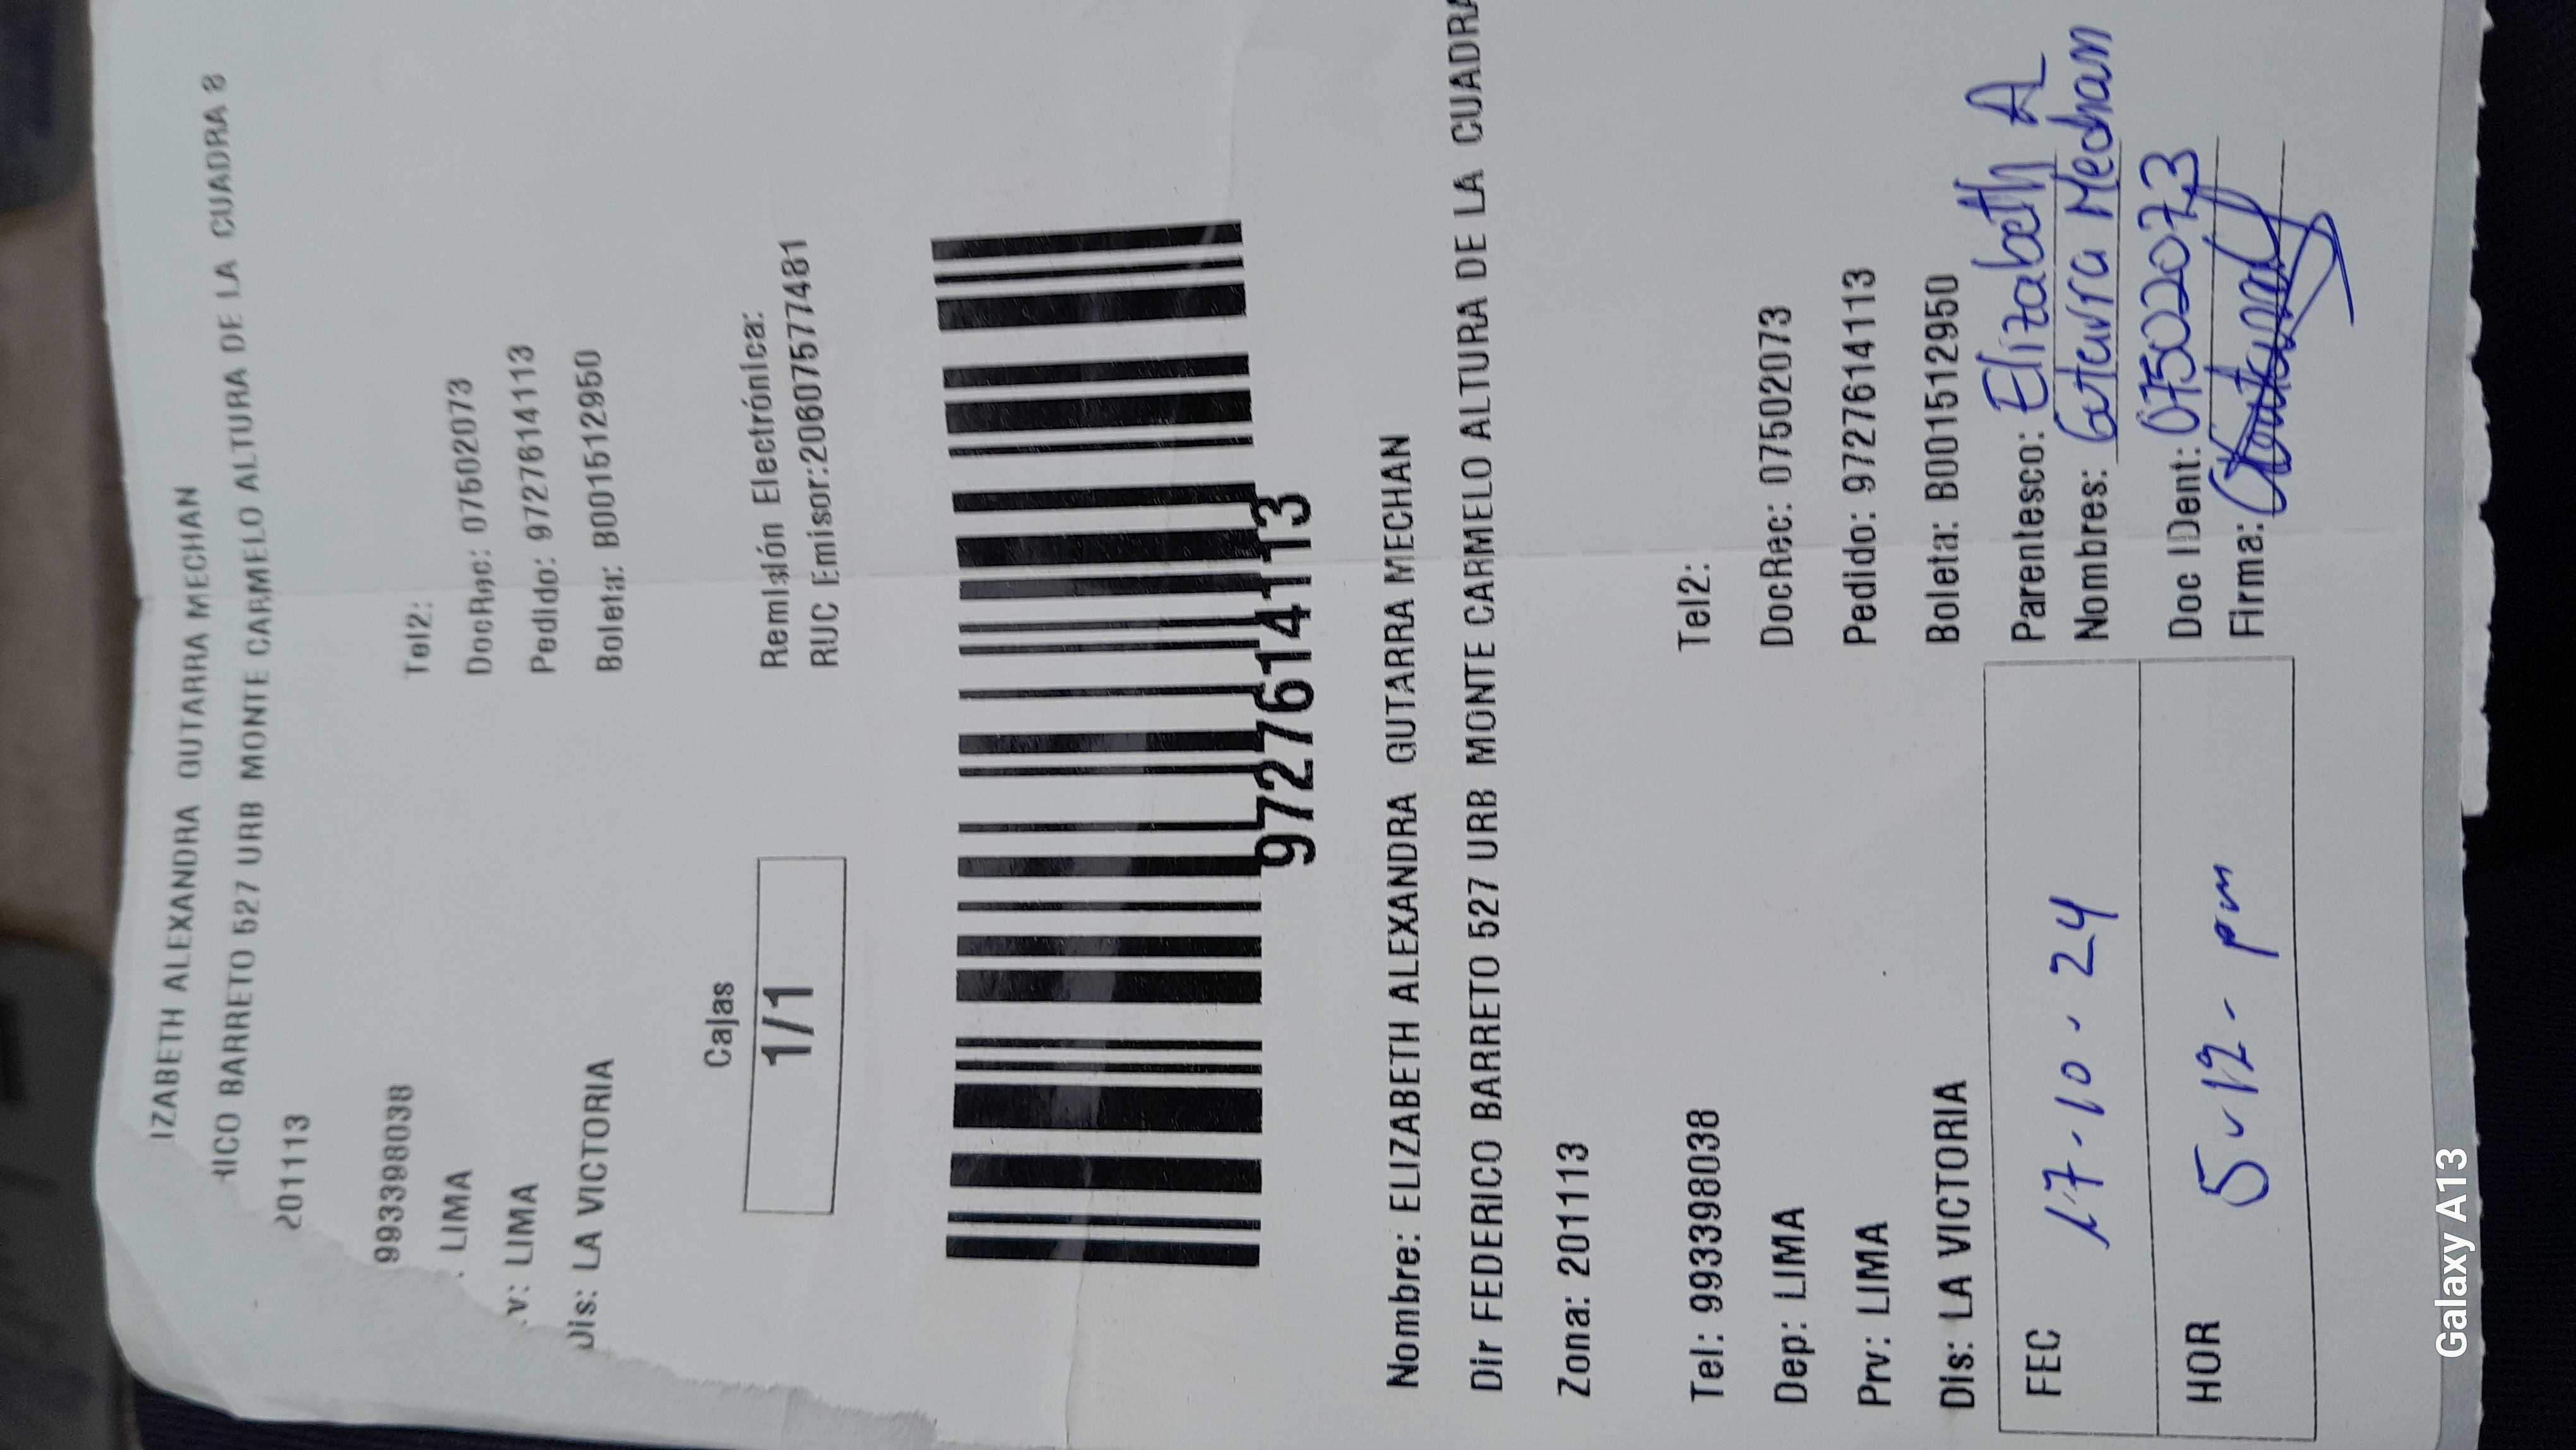 IZABETH ALEXANDRA GUTARRA MECHAN
RICO BARRETO 527 URB MONTE CARMELO ALTURA DE LA CUADRA 8
201113
993398038 Tel2:
LIMA DocRec: 07502073
v: LIMA Pedido: 9727614113
Dis: LA VICTORIA Boleta: B001512950
Cajas
1/1
Remisión Electrónica:
RUC Emisor:20607577481
9727614113
Nombre: ELIZABETH ALEXANDRA GUTARRA MECHAN
Dir FEDERICO BARRETO 527 URB MONTE CARMELO ALTURA DE LA CUADRA
Zona: 201113
Tel: 993398038 Tel2:
Dep: LIMA DocRec: 07502073
Prv: LIMA Pedido: 9727614113
Dis: LA VICTORIA Boleta: B001512950
FEC 17-10-24
HOR 5-12-pm
Parentesco: Elizabeth A
Nombres: Gutarra Mechan
Doc IDent: 07502073
Firma:
Galaxy A13